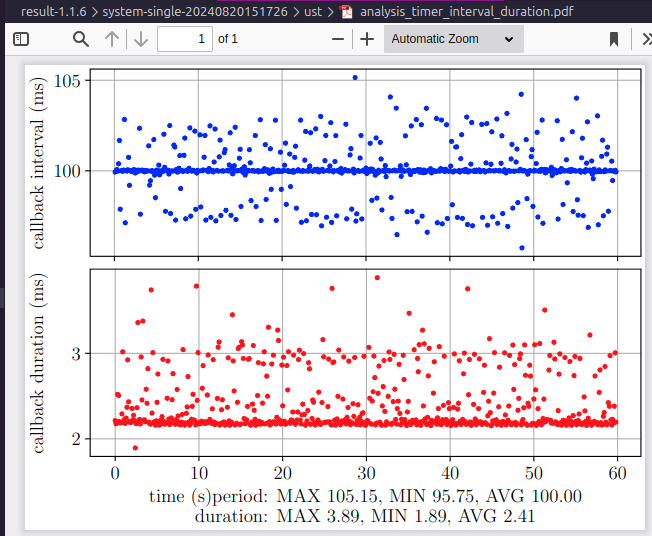 result-1.1.6 > system-single-20240820151726 > ust > analysis_timer_interval_duration.pdf
1 of 1
Automatic Zoom
callback interval (ms)
105
100
callback duration (ms)
3
2
0 10 20 30 40 50 60
time (s)period: MAX 105.15, MIN 95.75, AVG 100.00
duration: MAX 3.89, MIN 1.89, AVG 2.41